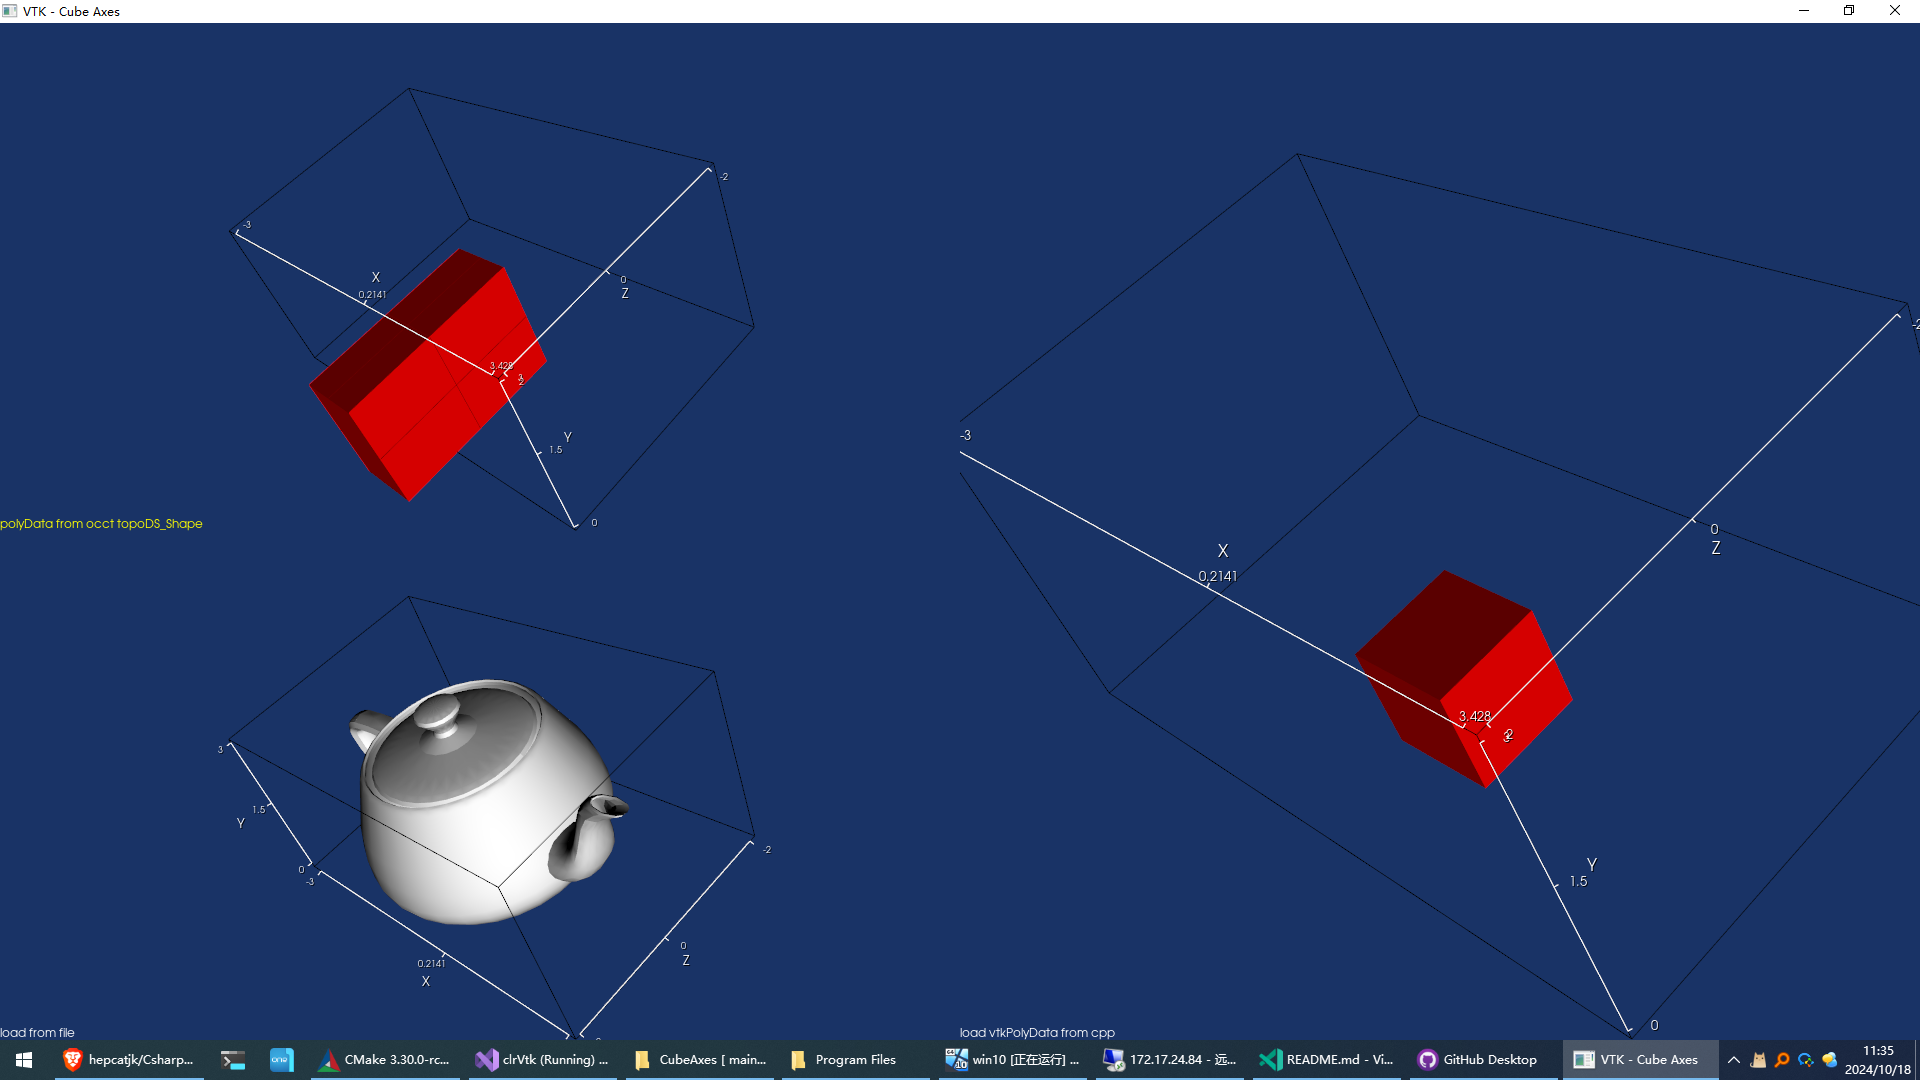 VTK - Cube Axes
-2
-3
X
0.2141
0
Z
3.428
2
Y
1.5
0
polyData from occt topoDS_Shape
3
1.5
Y
0
-3
-2
0
Z
0.2141
X
load from file
-3
-2
X
0.2141
0
Z
3.428
2
Y
1.5
0
load vtkPolyData from cpp
hepcatjk/Csharp...
one
CMake 3.30.0-rc...
clrVtk (Running) ...
CubeAxes [ main...
Program Files
win10 [正在运行] ...
172.17.24.84 - 远...
README.md - Vi...
GitHub Desktop
VTK - Cube Axes
11:35
2024/10/18